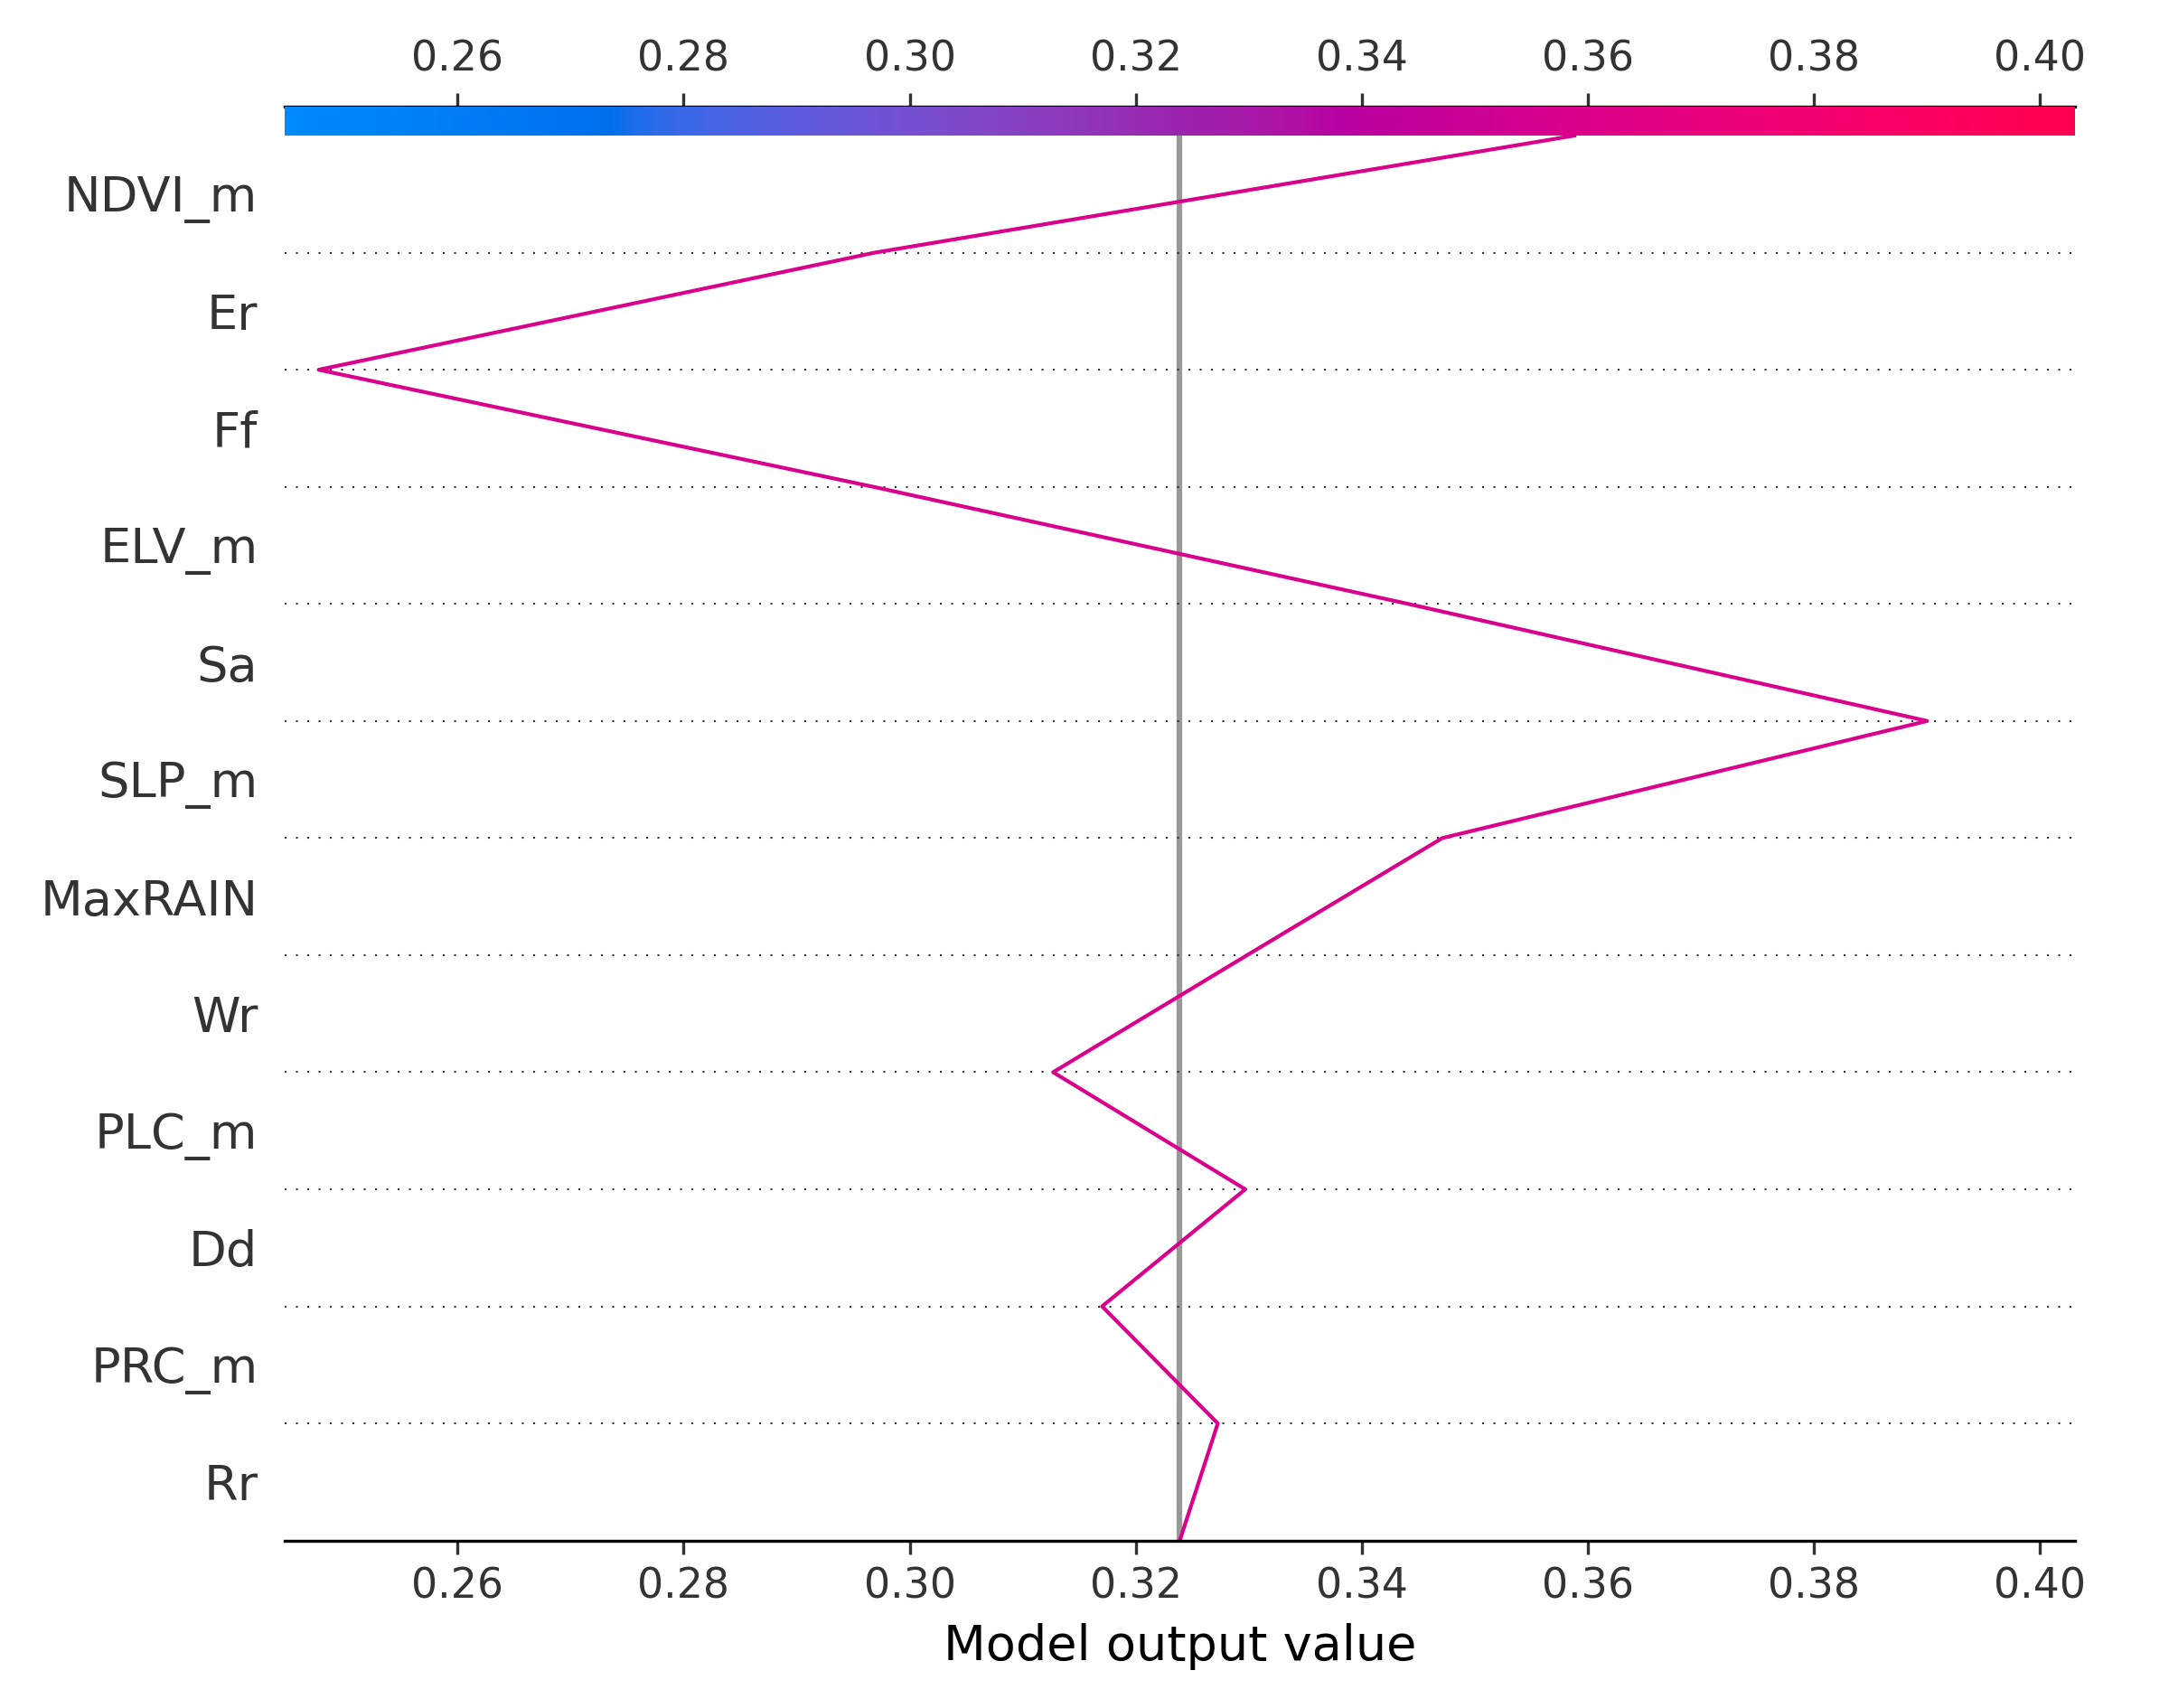 0.26 0.28 0.30 0.32 0.34 0.36 0.38 0.40
NDVI_m
Er
Ff
ELV_m
Sa
SLP_m
MaxRAIN
Wr
PLC_m
Dd
PRC_m
Rr
0.26 0.28 0.30 0.32 0.34 0.36 0.38 0.40
Model output value